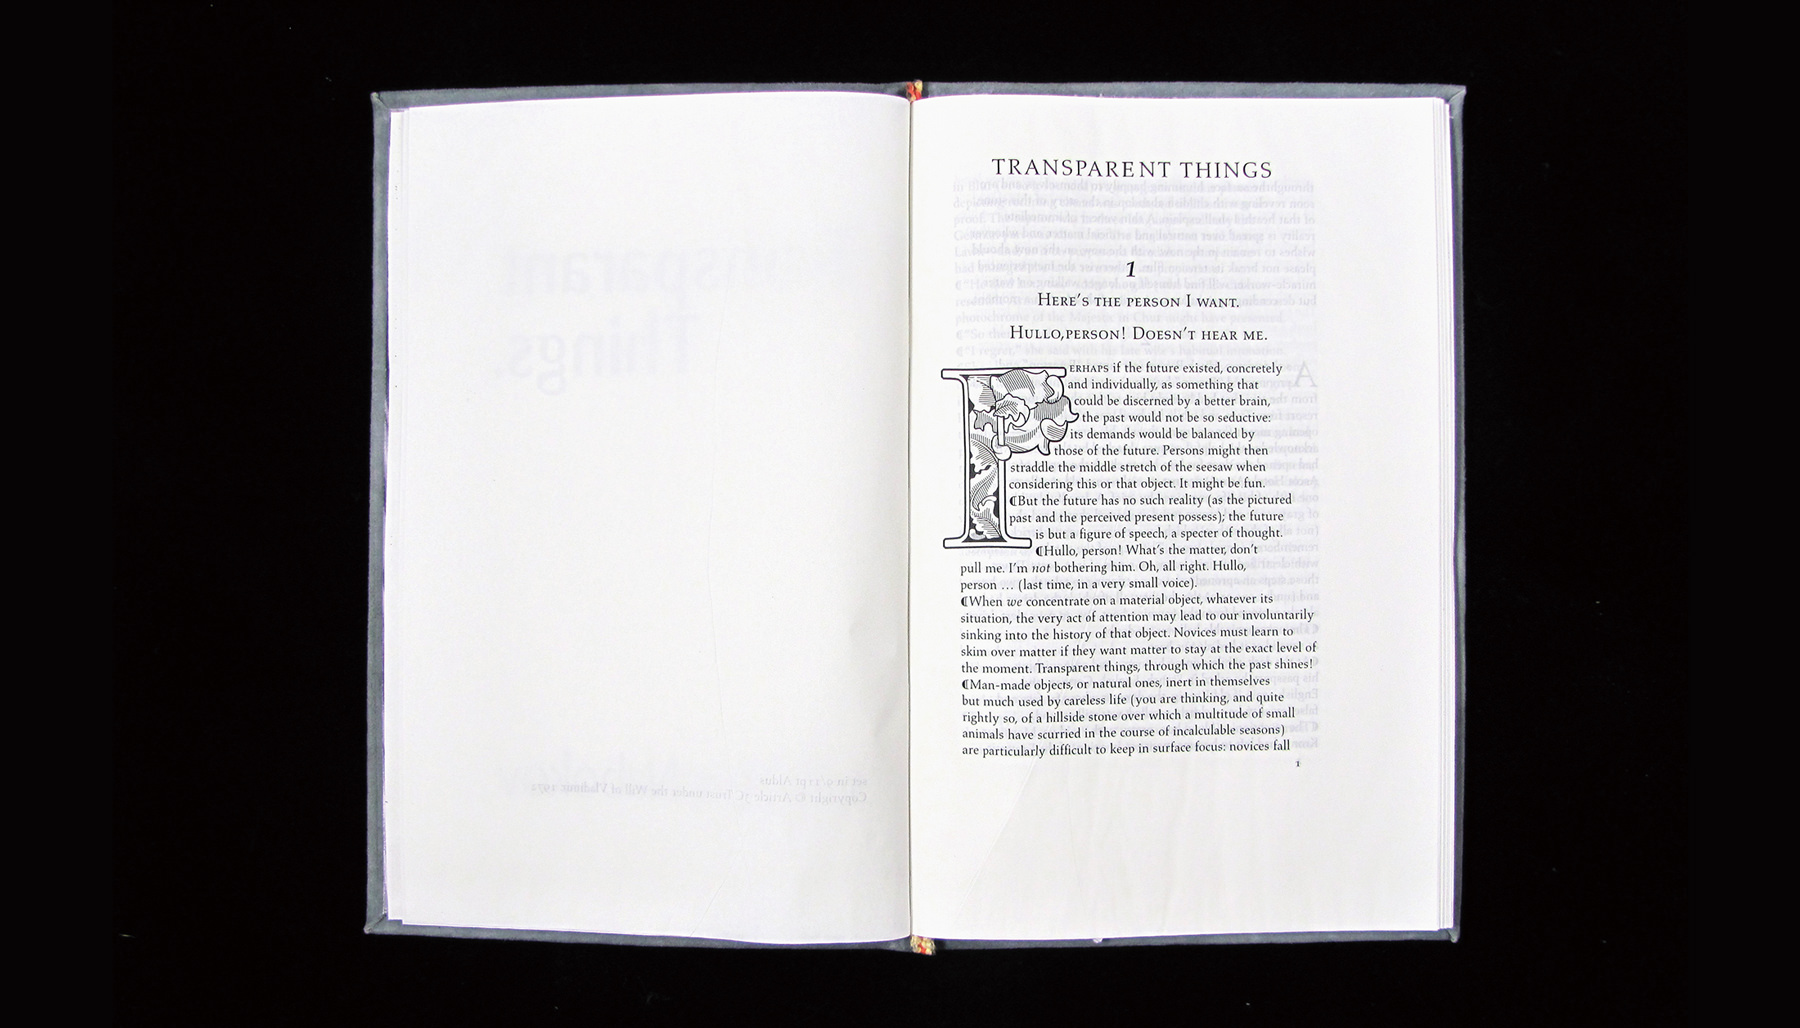 TRANSPARENT THINGS
1
HERE'S THE PERSON I WANT.
HULLO,PERSON! DOESN'T HEAR ME.
PERHAPS if the future existed, concretely
and individually, as something that
could be discerned by a better brain,
the past would not be so seductive:
its demands would be balanced by
those of the future. Persons might then
straddle the middle stretch of the seesaw when
considering this or that object. It might be fun.
¶But the future has no such reality (as the pictured
past and the perceived present possess); the future
is but a figure of speech, a specter of thought.
¶Hullo, person! What's the matter, don't
pull me. I'm not bothering him. Oh, all right. Hullo,
person ... (last time, in a very small voice).
¶When we concentrate on a material object, whatever its
situation, the very act of attention may lead to our involuntarily
sinking into the history of that object. Novices must learn to
skim over matter if they want matter to stay at the exact level of
the moment. Transparent things, through which the past shines!
¶Man-made objects, or natural ones, inert in themselves
but much used by careless life (you are thinking, and quite
rightly so, of a hillside stone over which a multitude of small
animals have scurried in the course of incalculable seasons)
are particularly difficult to keep in surface focus: novices fall
1